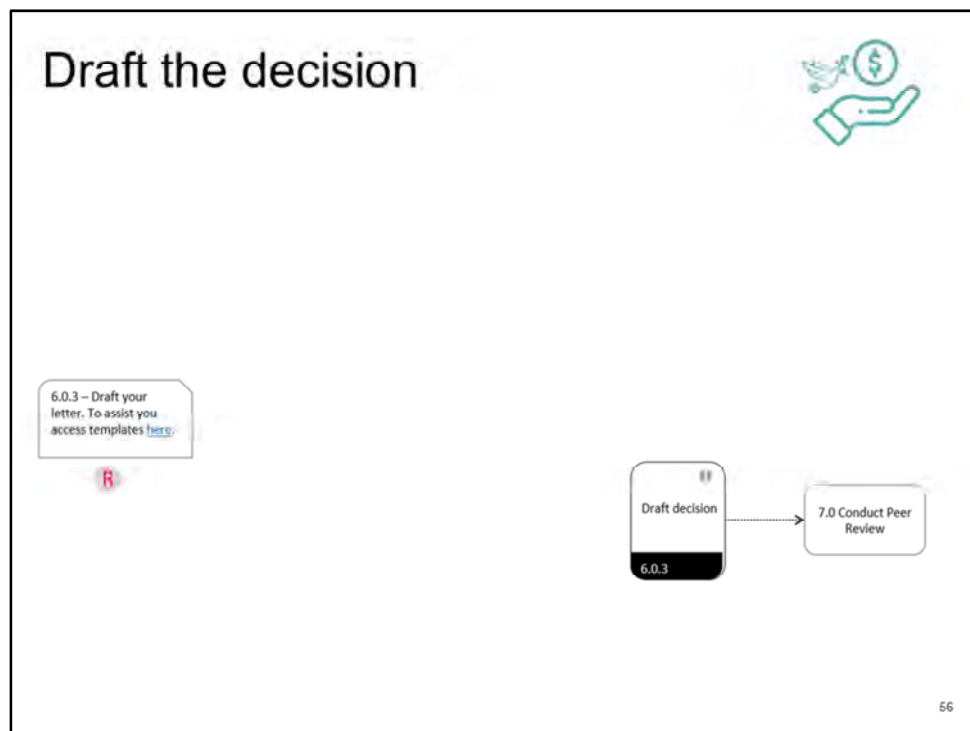 Draft the decision
$
6.0.3 – Draft your
letter. To assist you
access templates here.
R
Draft decision
6.0.3
7.0 Conduct Peer
Review
56